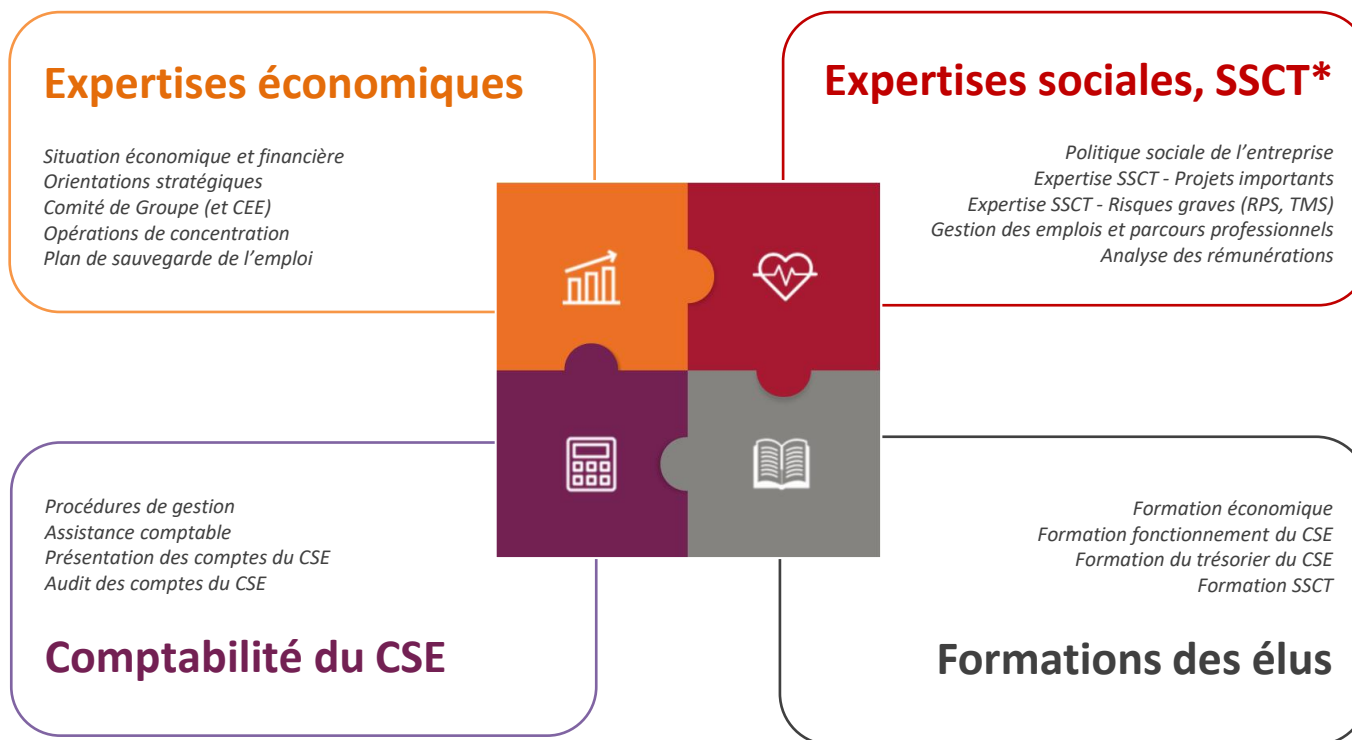 Expertises économiques
Situation économique et financière
Orientations stratégiques
Comité de Groupe (et CEE)
Opérations de concentration
Plan de sauvegarde de l'emploi
Expertises sociales, SSCT*
Politique sociale de l'entreprise
Expertise SSCT - Projets importants
Expertise SSCT - Risques graves (RPS, TMS)
Gestion des emplois et parcours professionnels
Analyse des rémunérations
Procédures de gestion
Assistance comptable
Présentation des comptes du CSE
Audit des comptes du CSE
Comptabilité du CSE
Formation économique
Formation fonctionnement du CSE
Formation du trésorier du CSE
Formation SSCT
Formations des élus